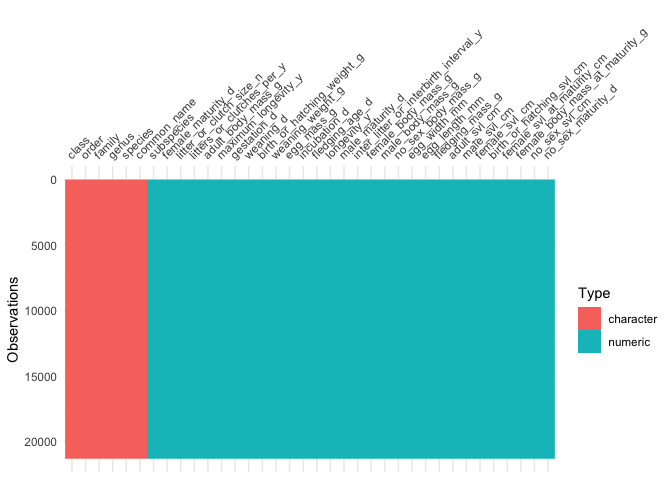 class
order
family
genus
species
common_name
subspecies
female_maturity_d
litter_or_clutch_size_n
litters_or_clutches_per_y
adult_body_mass_g
maximum_longevity_y
gestation_d
weaning_d
birth_or_hatching_weight_g
weaning_weight_g
egg_mass_g
incubation_d
fledging_age_d
longevity_y
male_maturity_d
inter_litter_or_interbirth_interval_y
female_body_mass_g
male_body_mass_g
no_sex_body_mass_g
egg_width_mm
egg_length_mm
fledging_mass_g
adult_svl_cm
male_svl_cm
female_svl_cm
birth_or_hatching_svl_cm
female_svl_at_maturity_cm
female_body_mass_at_maturity_g
no_sex_svl_cm
no_sex_maturity_d
0
5000
10000
15000
20000
Observations
Type
character
numeric